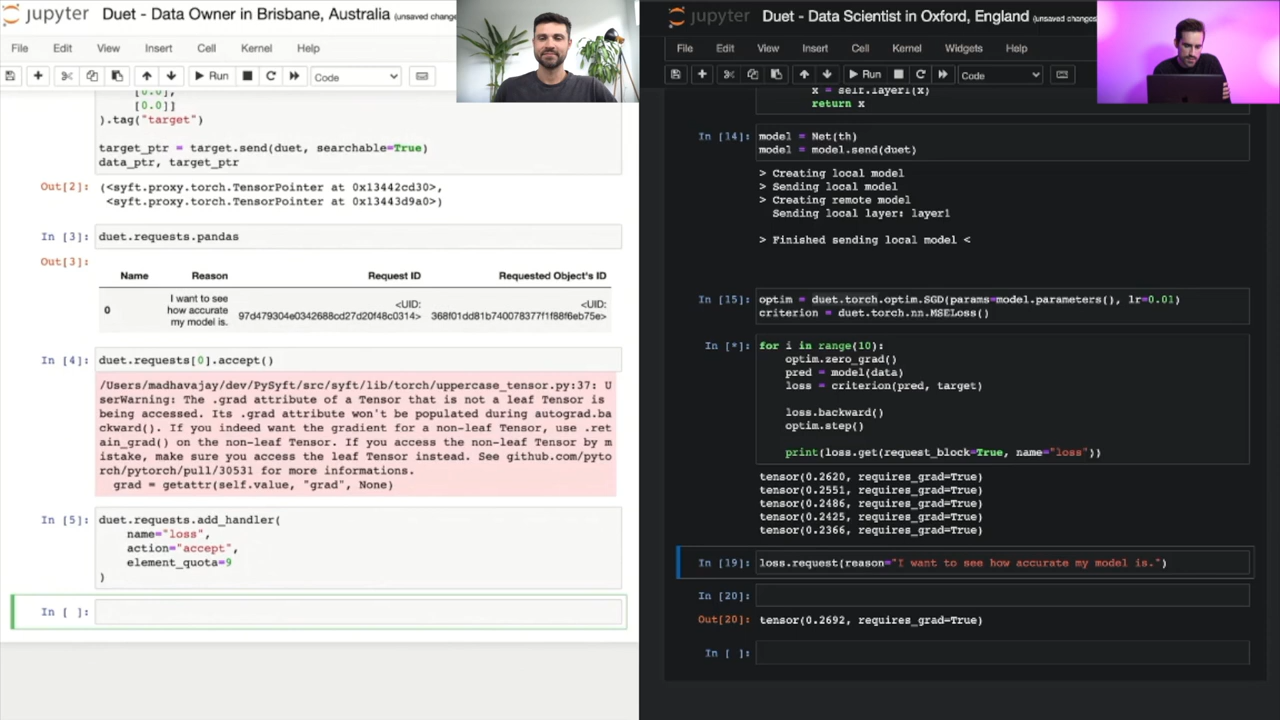 jupyter Duet - Data Owner in Brisbane, Australia (unsaved change
File Edit View Insert Cell Kernel Help
Run Code
[0.0],
[0.0]]
).tag("target")
target_ptr = target.send(duet, searchable=True)
data_ptr, target_ptr
Out[2]: (<syft.proxy.torch.TensorPointer at 0x13442cd30>,
<syft.proxy.torch.TensorPointer at 0x13443d9a0>)
In [3]: duet.requests.pandas
Out[3]:
Name Reason Request ID Requested Object's ID
0 I want to see how accurate my model is. <UID: 97d479304e0342688cd27d20f48c0314> <UID: 368f01dd81b740078377f1f88f6eb75e>
In [4]: duet.requests[0].accept()
/Users/madhavajay/dev/PySyft/src/syft/lib/torch/uppercase_tensor.py:37: U
serWarning: The .grad attribute of a Tensor that is not a leaf Tensor is
being accessed. Its .grad attribute won't be populated during autograd.ba
ckward(). If you indeed want the gradient for a non-leaf Tensor, use .ret
ain_grad() on the non-leaf Tensor. If you access the non-leaf Tensor by m
istake, make sure you access the leaf Tensor instead. See github.com/pyto
rch/pytorch/pull/30531 for more informations.
grad = getattr(self.value, "grad", None)
In [5]: duet.requests.add_handler(
name="loss",
action="accept",
element_quota=9
)
In [ ]:
jupyter Duet - Data Scientist in Oxford, England (unsaved changes
File Edit View Insert Cell Kernel Widgets Help
Run Code
x = self.layer1(x)
return x
In [14]: model = Net(th)
model = model.send(duet)
> Creating local model
> Sending local model
> Creating remote model
Sending local layer: layer1
> Finished sending local model <
In [15]: optim = duet.torch.optim.SGD(params=model.parameters(), lr=0.01)
criterion = duet.torch.nn.MSELoss()
In [*]: for i in range(10):
optim.zero_grad()
pred = model(data)
loss = criterion(pred, target)
loss.backward()
optim.step()
print(loss.get(request_block=True, name="loss"))
tensor(0.2620, requires_grad=True)
tensor(0.2551, requires_grad=True)
tensor(0.2486, requires_grad=True)
tensor(0.2425, requires_grad=True)
tensor(0.2366, requires_grad=True)
In [19]: loss.request(reason="I want to see how accurate my model is.")
In [20]:
Out[20]: tensor(0.2692, requires_grad=True)
In [ ]: